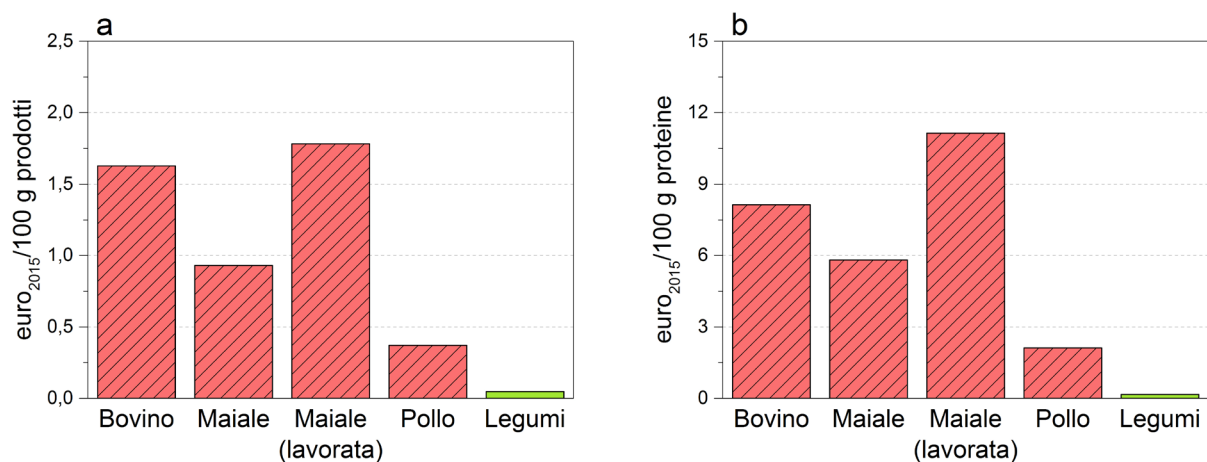 a
euro2015/100 g prodotti
2,5
2,0
1,5
1,0
0,5
0,0
Bovino Maiale Maiale Pollo Legumi
(lavorata)
b
euro2015/100 g proteine
15
12
9
6
3
0
Bovino Maiale Maiale Pollo Legumi
(lavorata)